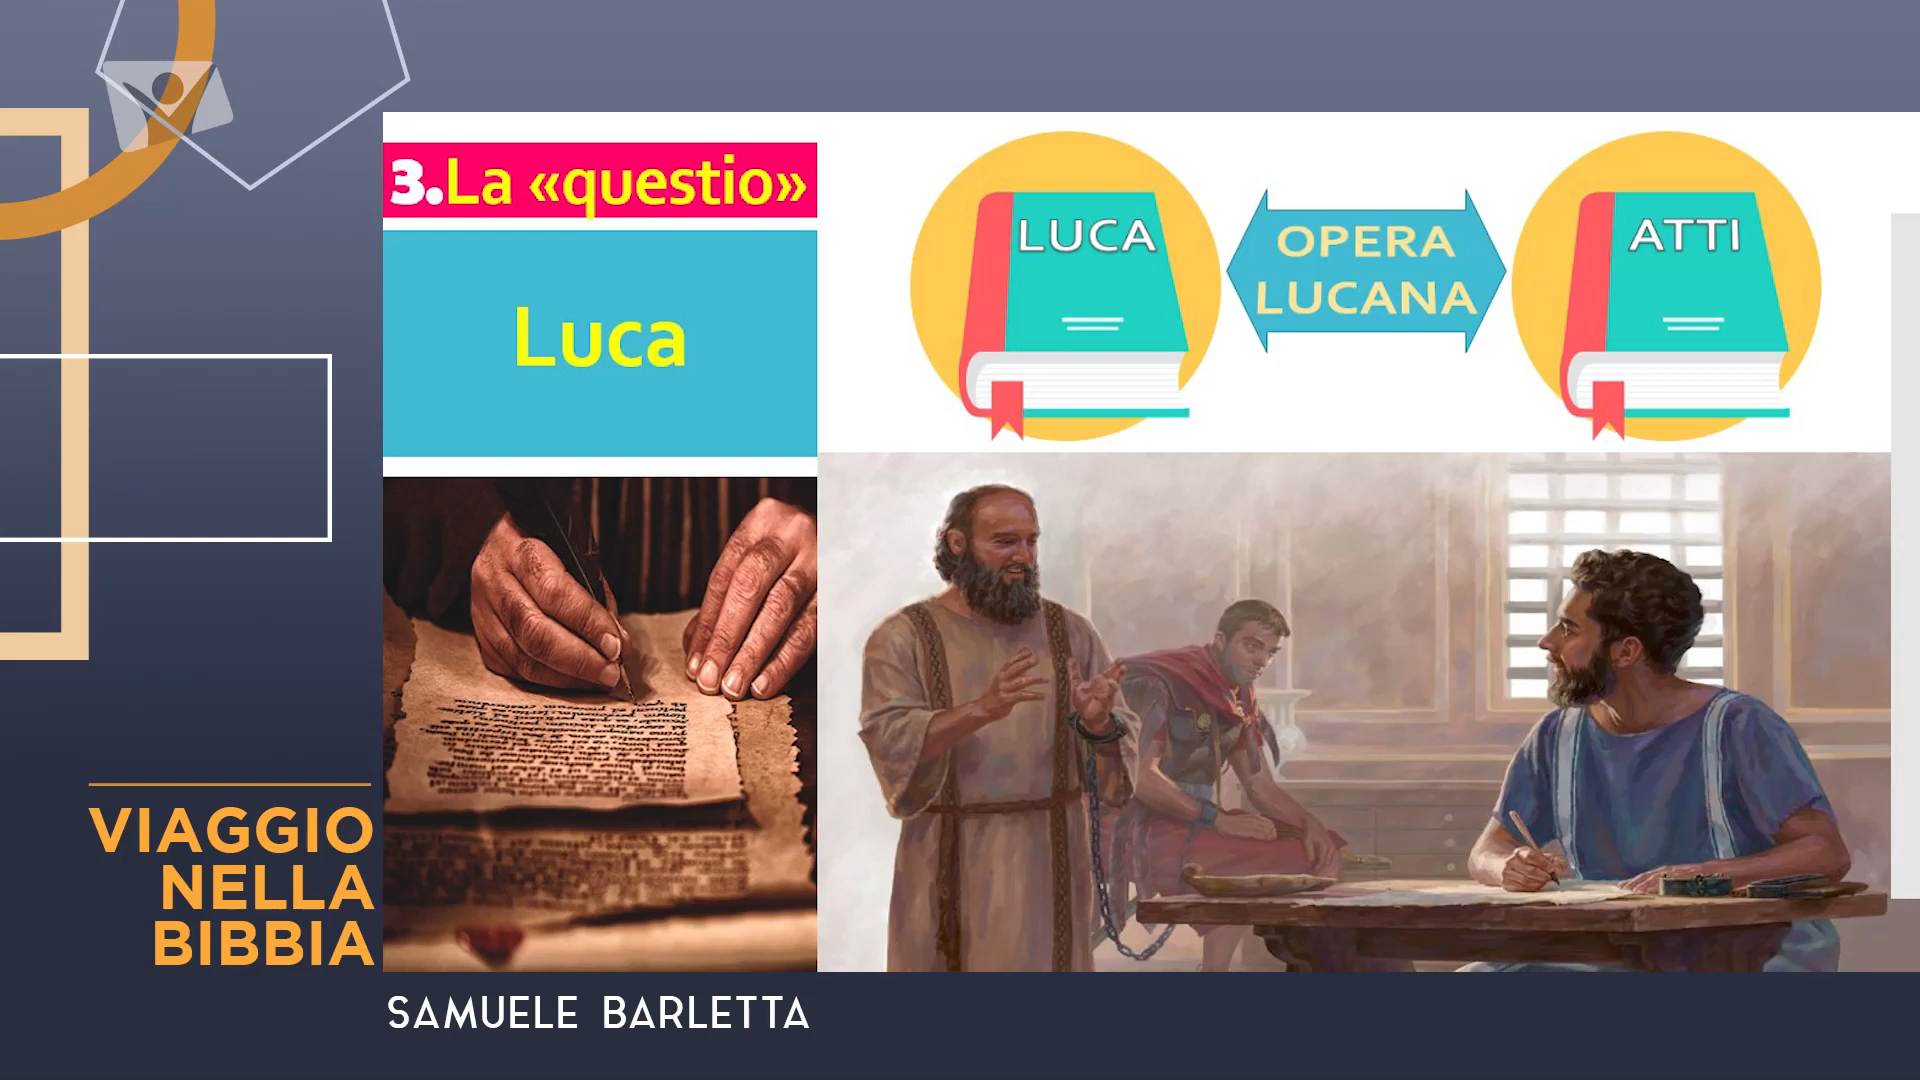 3.La «questio»
Luca
LUCA
OPERA
LUCANA
ATTI
VIAGGIO
NELLA
BIBBIA
SAMUELE BARLETTA